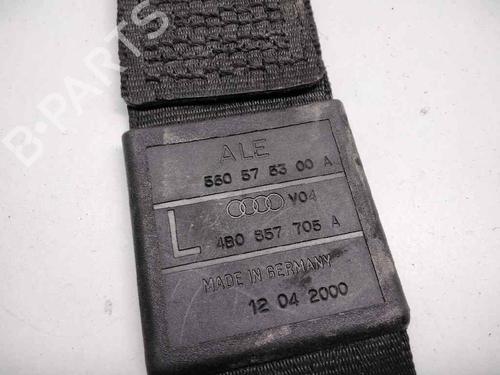 B-PARTS
ALE
560 57 53 00 A
V04
L
4B0 857 705 A
MADE IN GERMANY
12 04 2000